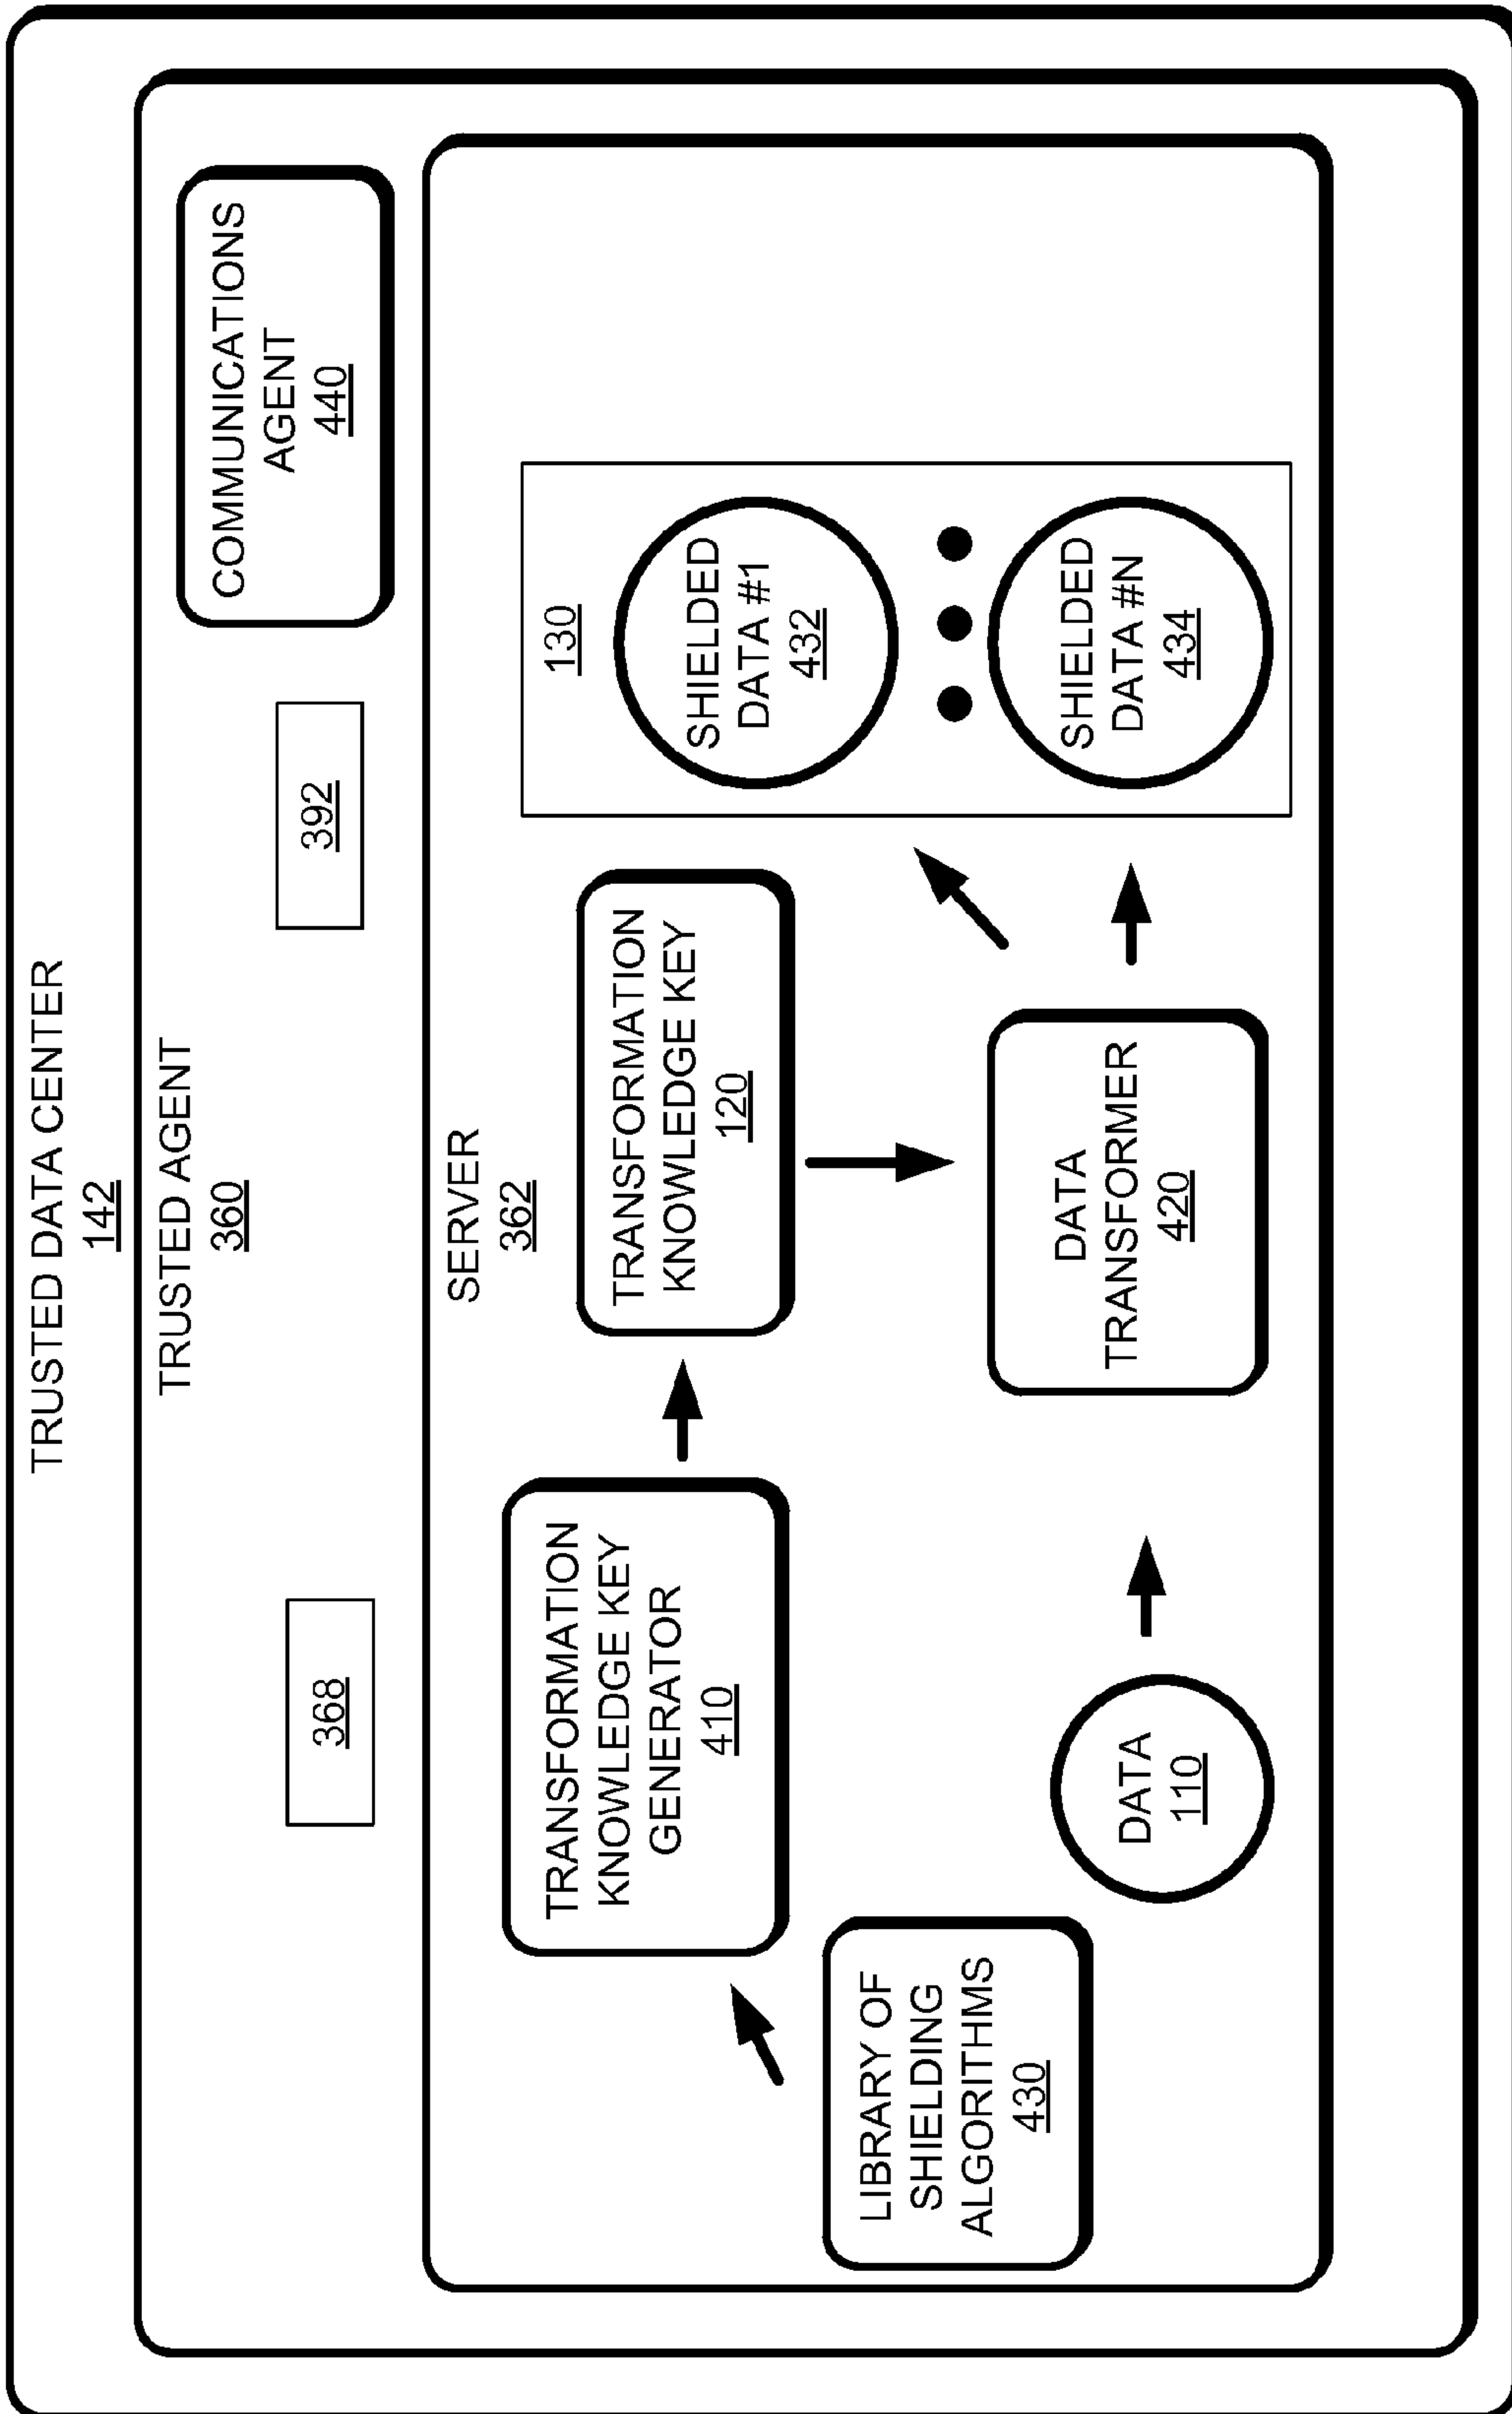 TRUSTED DATA CENTER
142
TRUSTED AGENT
360
368
392
COMMUNICATIONS
AGENT
440
SERVER
362
TRANSFORMATION
KNOWLEDGE KEY
GENERATOR
410
TRANSFORMATION
KNOWLEDGE KEY
120
130
SHIELDED
DATA #1
432
LIBRARY OF
SHIELDING
ALGORITHMS
430
DATA
110
DATA
TRANSFORMER
420
SHIELDED
DATA #N
434